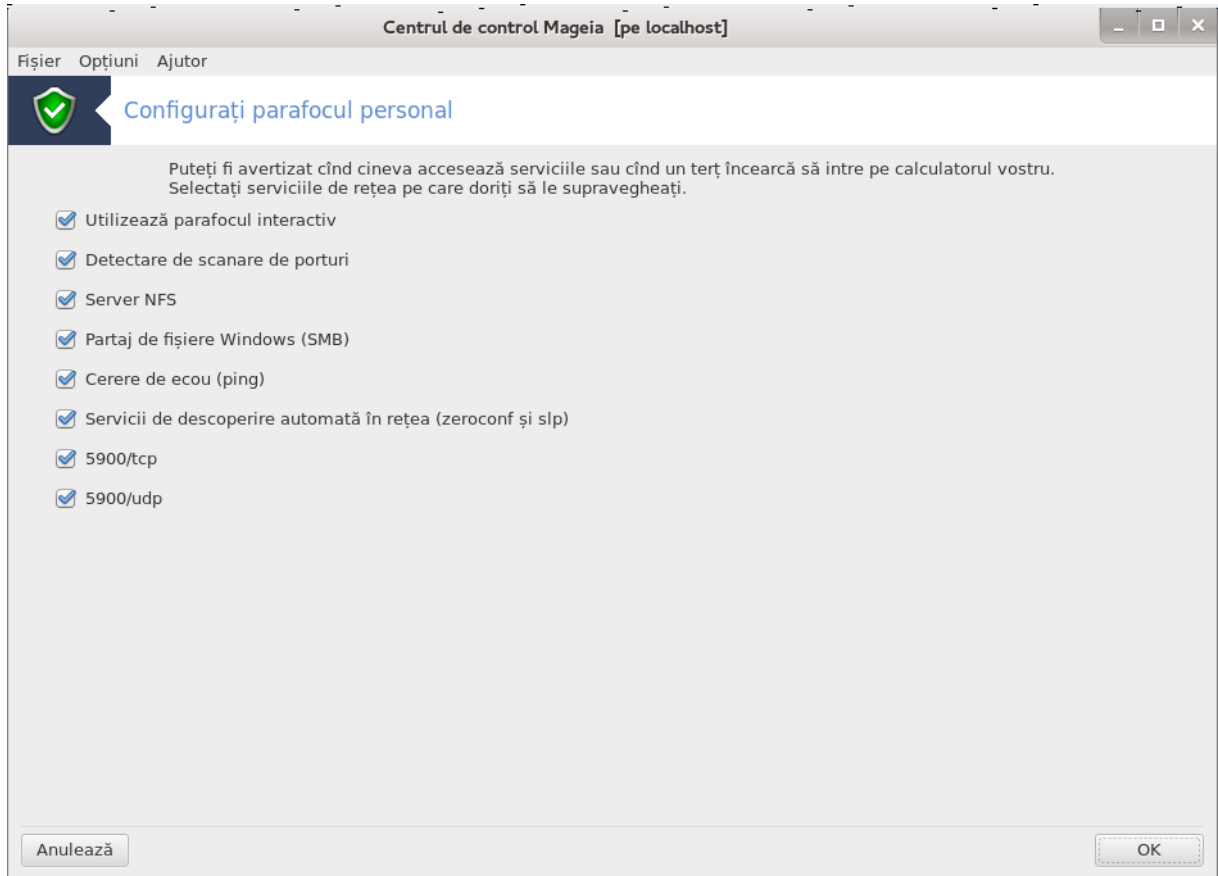 Centrul de control Mageia [pe localhost]
Fișier Opțiuni Ajutor
Configurați parafocul personal
Puteți fi avertizat cînd cineva accesează serviciile sau cînd un terț încearcă să intre pe calculatorul vostru.
Selectați serviciile de rețea pe care doriți să le supravegheați.
Utilizează parafocul interactiv
Detectare de scanare de porturi
Server NFS
Partaj de fișiere Windows (SMB)
Cerere de ecou (ping)
Servicii de descoperire automată în rețea (zeroconf și slp)
5900/tcp
5900/udp
Anulează OK